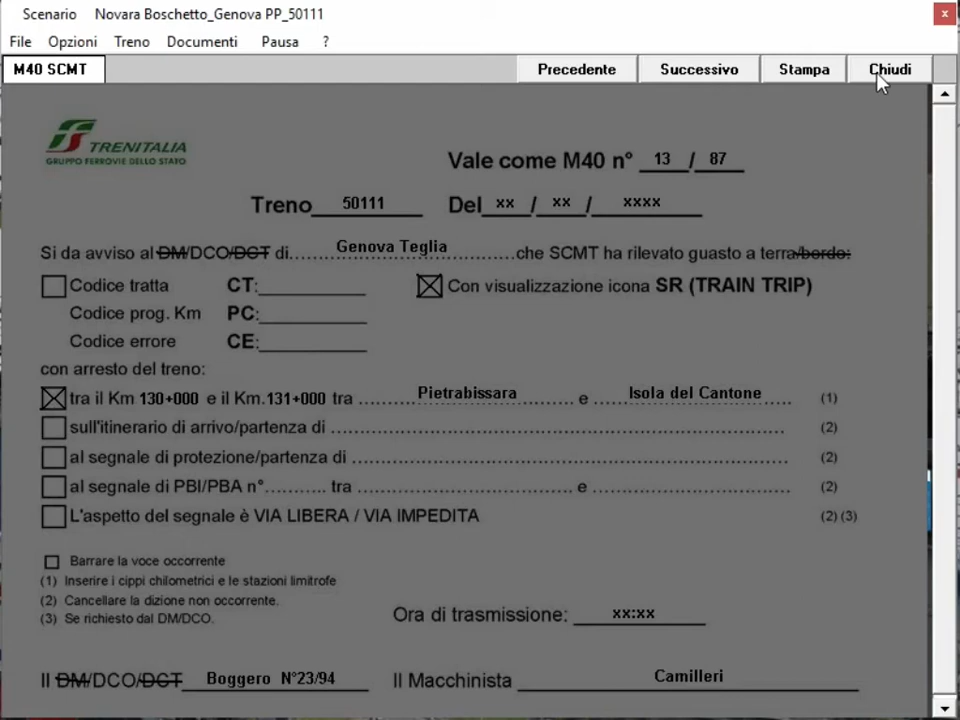 Scenario Novara Boschetto_Genova PP_50111 x
File Opzioni Treno Documenti Pausa ?
M40 SCMT Precedente Successivo Stampa Chiudi
TRENITALIA
GRUPPO FERROVIE DELLO STATO
Vale come M40 n° 13 / 87
Treno 50111 Del xx / xx / xxxx
Si da avviso al DM/DCO/DCT di Genova Teglia che SCMT ha rilevato guasto a terra/bordo:
Codice tratta CT: Con visualizzazione icona SR (TRAIN TRIP)
Codice prog. Km PC:
Codice errore CE:
con arresto del treno:
tra il Km 130+000 e il Km. 131+000 tra Pietrabissara e Isola del Cantone (1)
sull'itinerario di arrivo/partenza di (2)
al segnale di protezione/partenza di (2)
al segnale di PBI/PBA n° tra e (2)
L'aspetto del segnale è VIA LIBERA / VIA IMPEDITA (2) (3)
Barrare la voce occorrente
(1) Inserire i cippi chilometrici e le stazioni limitrofe
(2) Cancellare la dizione non occorrente.
(3) Se richiesto dal DM/DCO.
Ora di trasmissione: xx:xx
Il DM/DCO/DCT Boggero N°23/94 Il Macchinista Camilleri